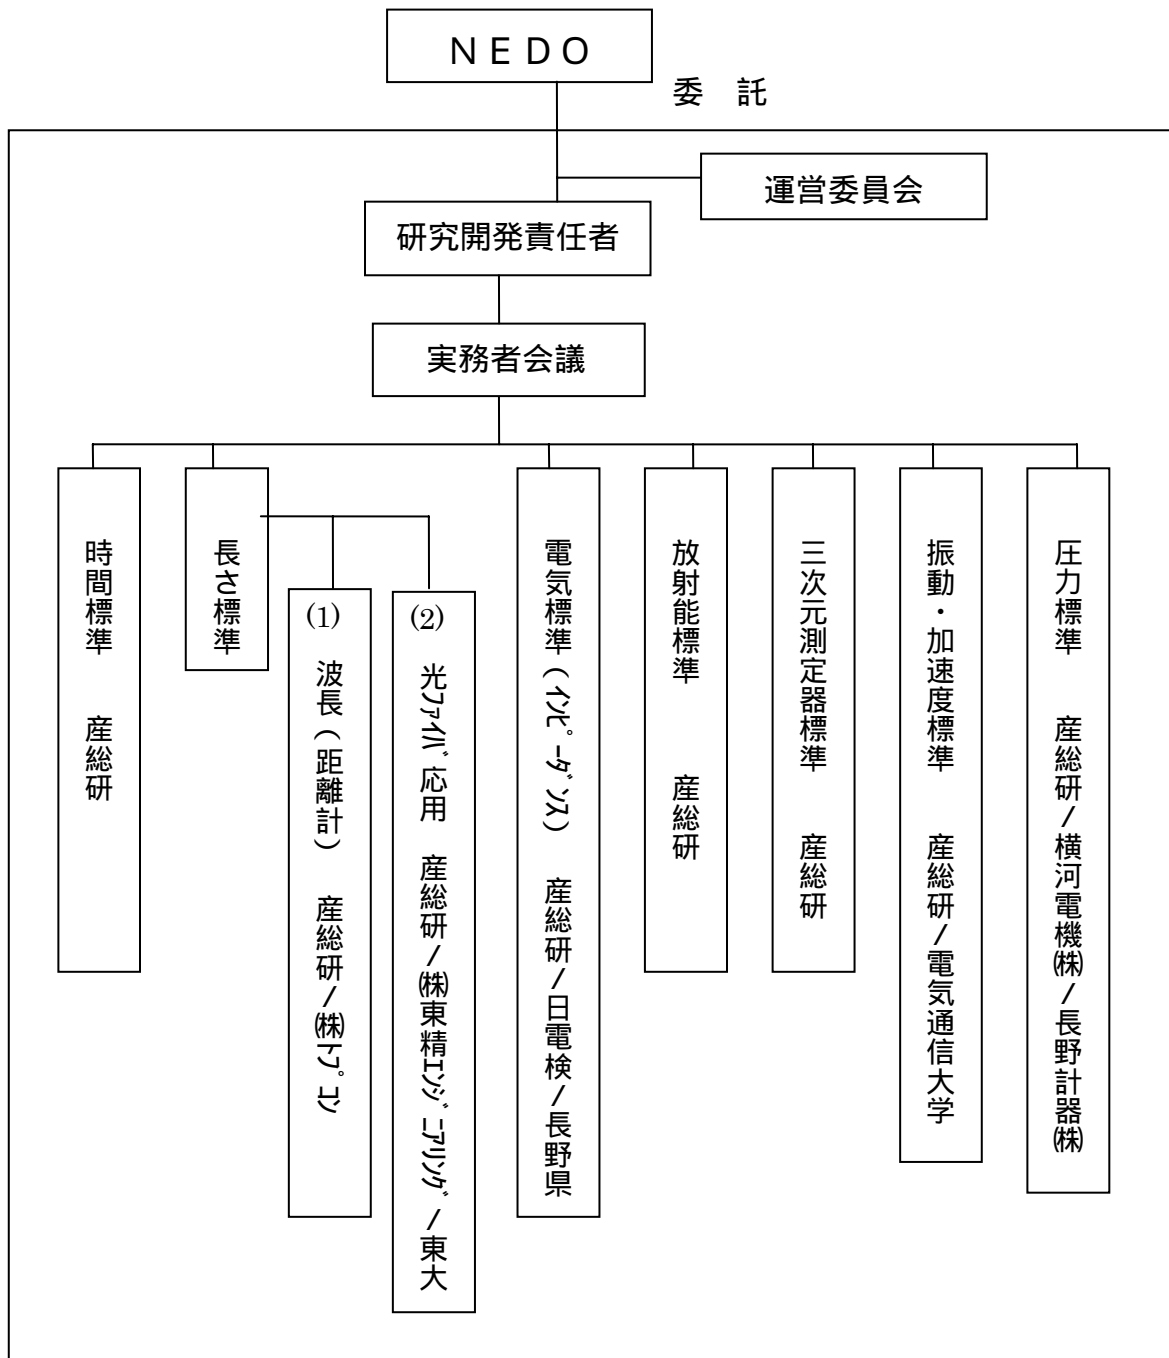 ＮＥＤＯ
委　託
運営委員会
研究開発責任者
実務者会議
時間標準　産総研
長さ標準
(1)　波長（距離計）　産総研/㈱ﾄﾌﾟｺﾝ
(2)　光ﾌｧｲﾊﾞ応用　産総研/㈱東精ｴﾝｼﾞﾆｱﾘﾝｸﾞ/東大
電気標準（ｲﾝﾋﾟｰﾀﾞﾝｽ）　産総研/日電検/長野県
放射能標準　産総研
三次元測定器標準　産総研
振動・加速度標準　産総研/電気通信大学
圧力標準　産総研/横河電機㈱/長野計器㈱